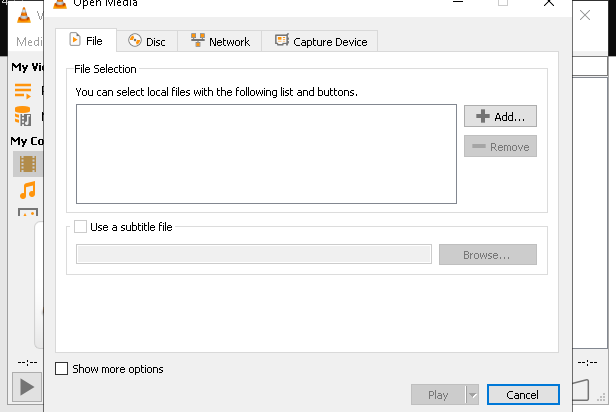 Open Media
V
Medi
File
Disc
Network
Capture Device
My Vi
File Selection
You can select local files with the following list and buttons.
Add...
Remove
My Co
Use a subtitle file
Browse...
--:--
--:--
Show more options
Play
Cancel